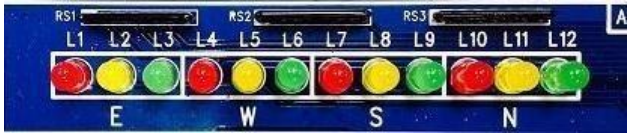 RS1 RS2 RS3 A
L1 L2 L3 L4 L5 L6 L7 L8 L9 L10 L11 L12
E W S N